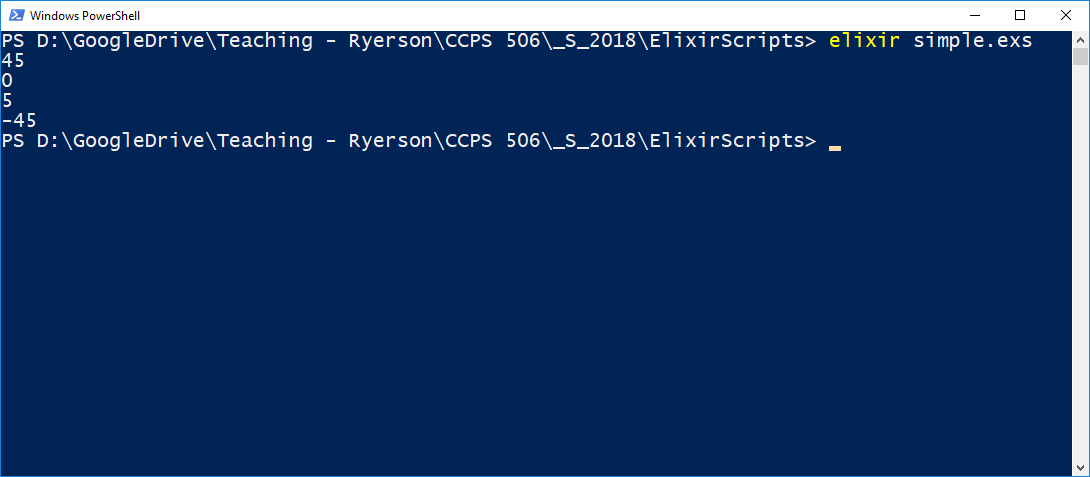 Windows PowerShell
PS D:\GoogleDrive\Teaching - Ryerson\CCPS 506\_S_2018\ElixirScripts> elixir simple.exs
45
0
5
-45
PS D:\GoogleDrive\Teaching - Ryerson\CCPS 506\_S_2018\ElixirScripts>